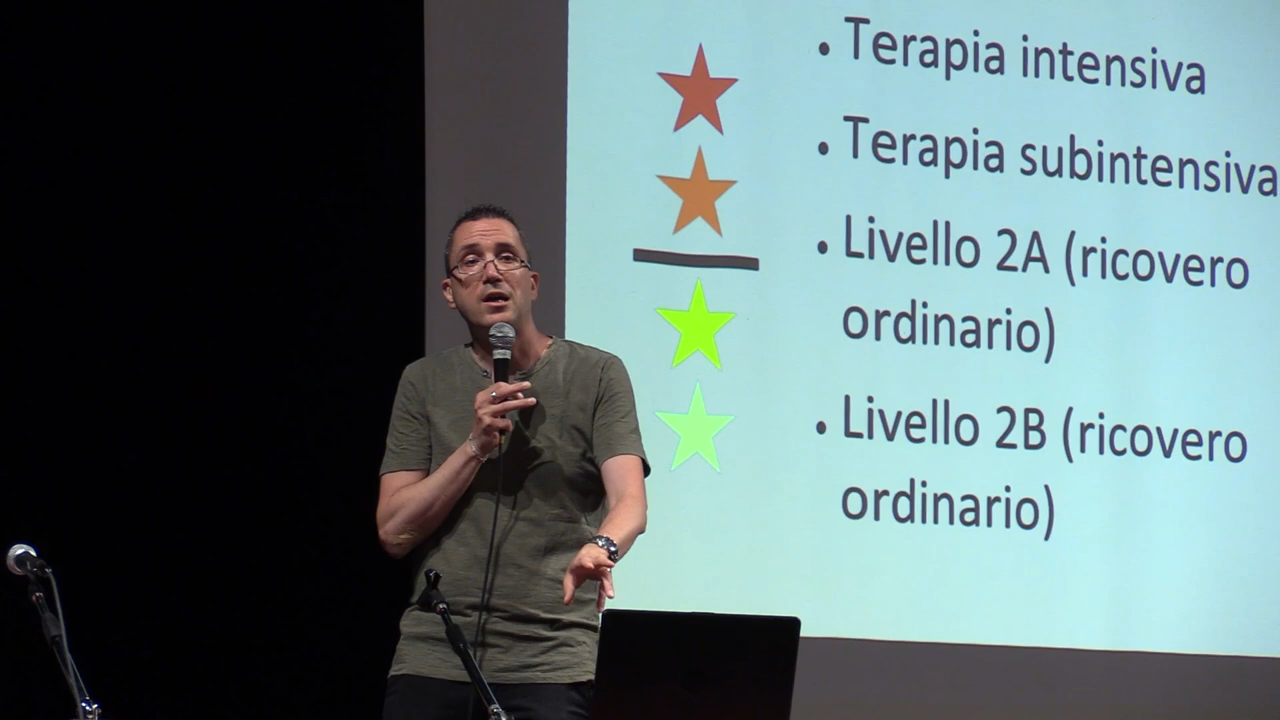 • Terapia intensiva
• Terapia subintensiva
• Livello 2A (ricovero
ordinario)
• Livello 2B (ricovero
ordinario)